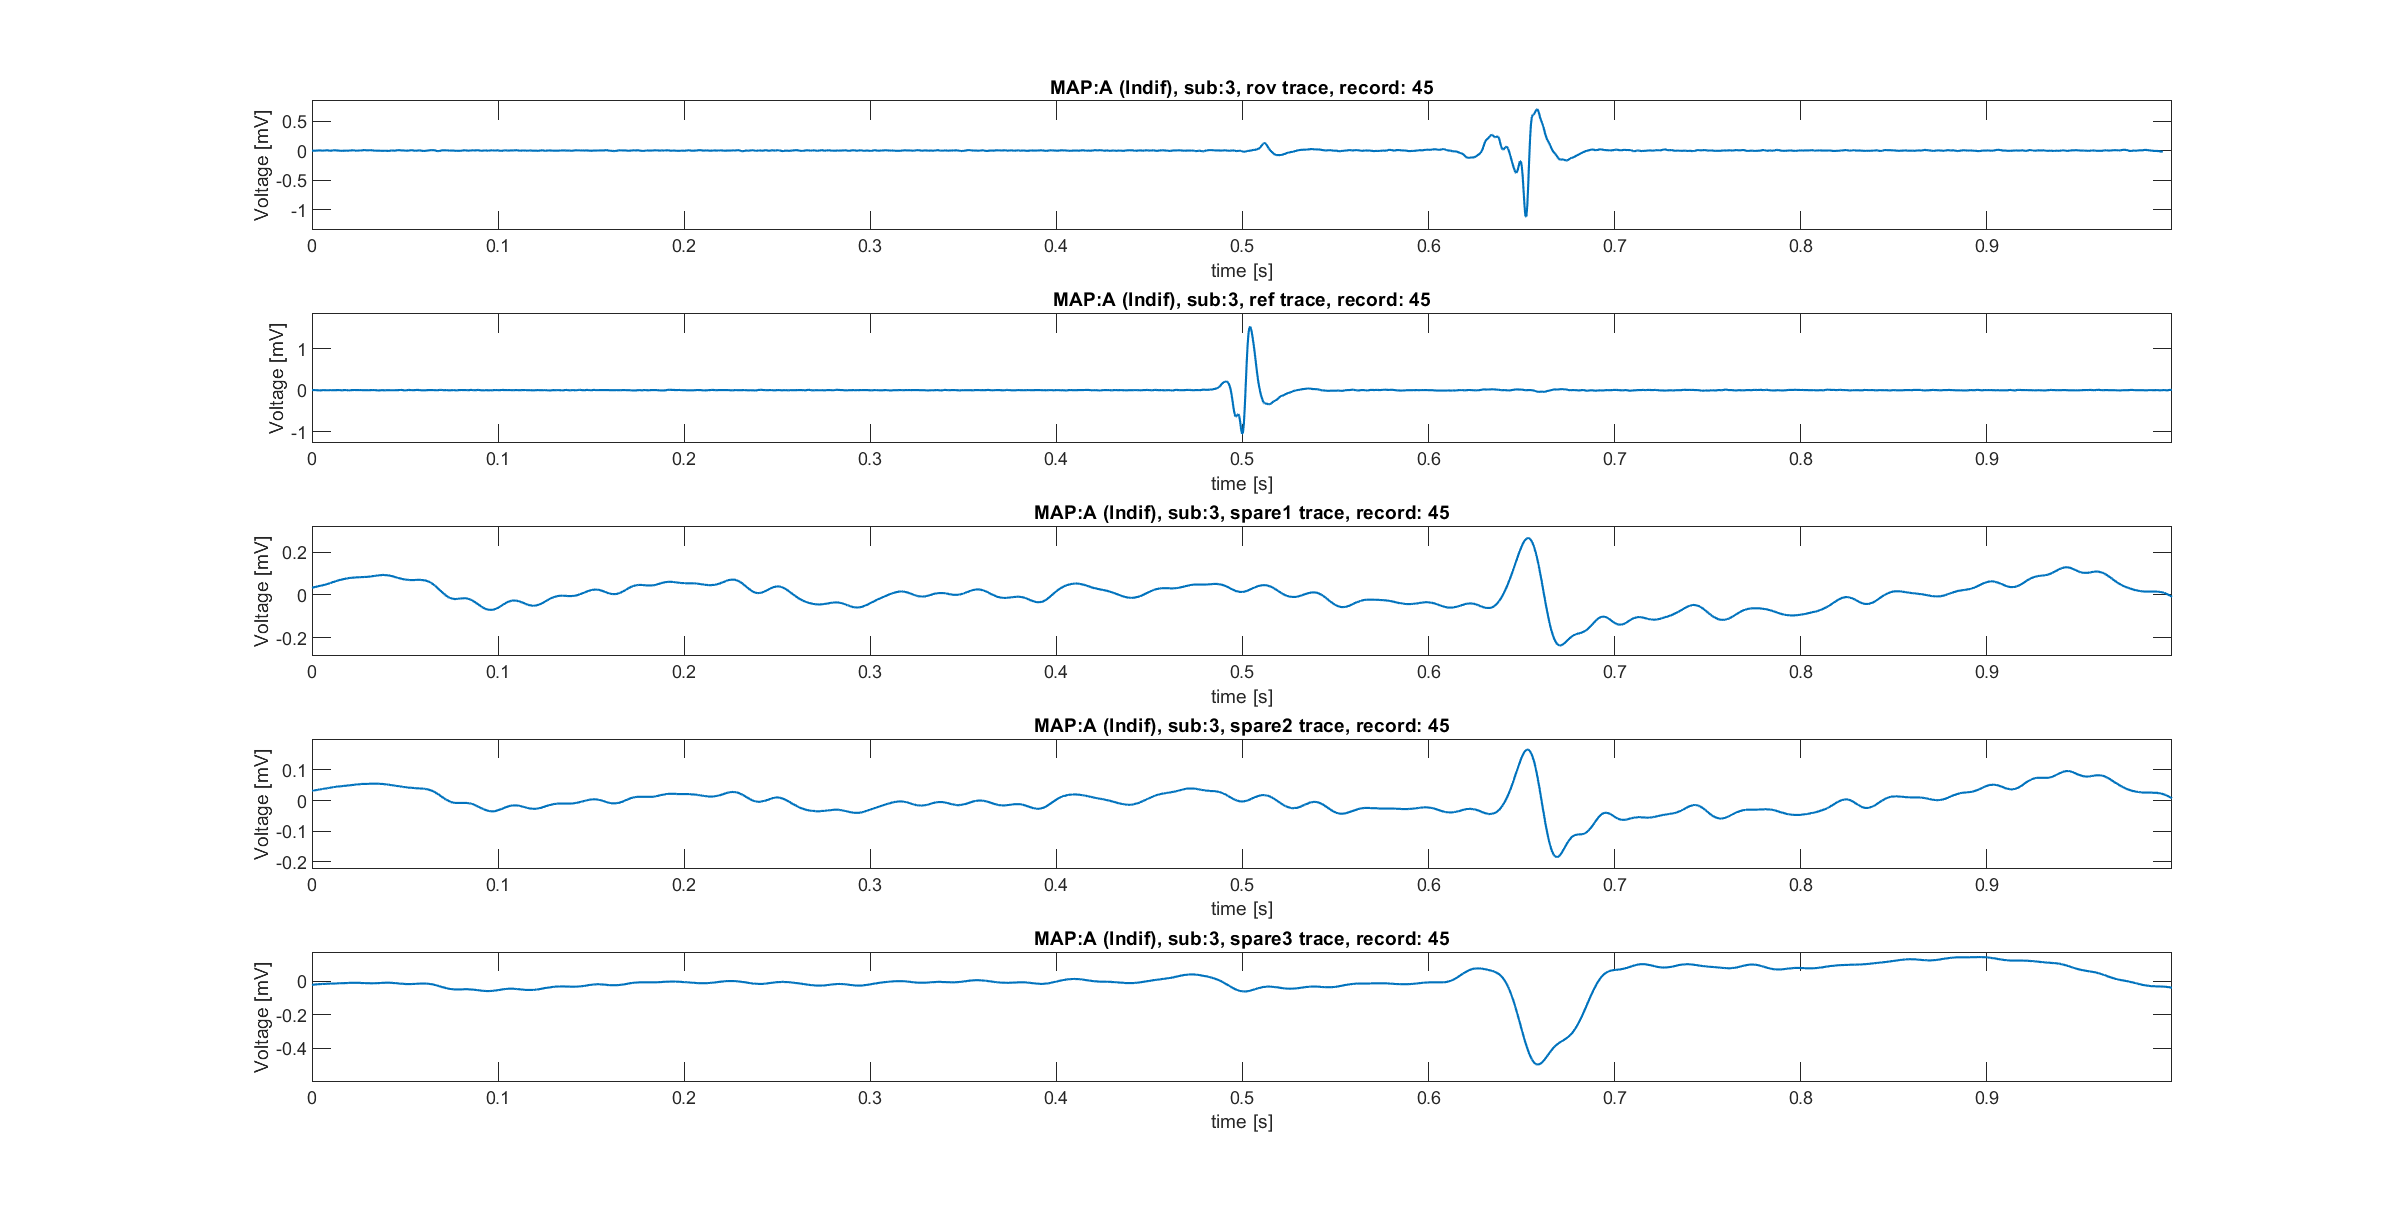 MAP:A (Indif), sub:3, rov trace, record: 45
Voltage [mV]
0.5
0
-0.5
-1
0 0.1 0.2 0.3 0.4 0.5 0.6 0.7 0.8 0.9
time [s]
MAP:A (Indif), sub:3, ref trace, record: 45
Voltage [mV]
1
0
-1
0 0.1 0.2 0.3 0.4 0.5 0.6 0.7 0.8 0.9
time [s]
MAP:A (Indif), sub:3, spare1 trace, record: 45
Voltage [mV]
0.2
0
-0.2
0 0.1 0.2 0.3 0.4 0.5 0.6 0.7 0.8 0.9
time [s]
MAP:A (Indif), sub:3, spare2 trace, record: 45
Voltage [mV]
0.1
0
-0.1
-0.2
0 0.1 0.2 0.3 0.4 0.5 0.6 0.7 0.8 0.9
time [s]
MAP:A (Indif), sub:3, spare3 trace, record: 45
Voltage [mV]
0
-0.2
-0.4
0 0.1 0.2 0.3 0.4 0.5 0.6 0.7 0.8 0.9
time [s]